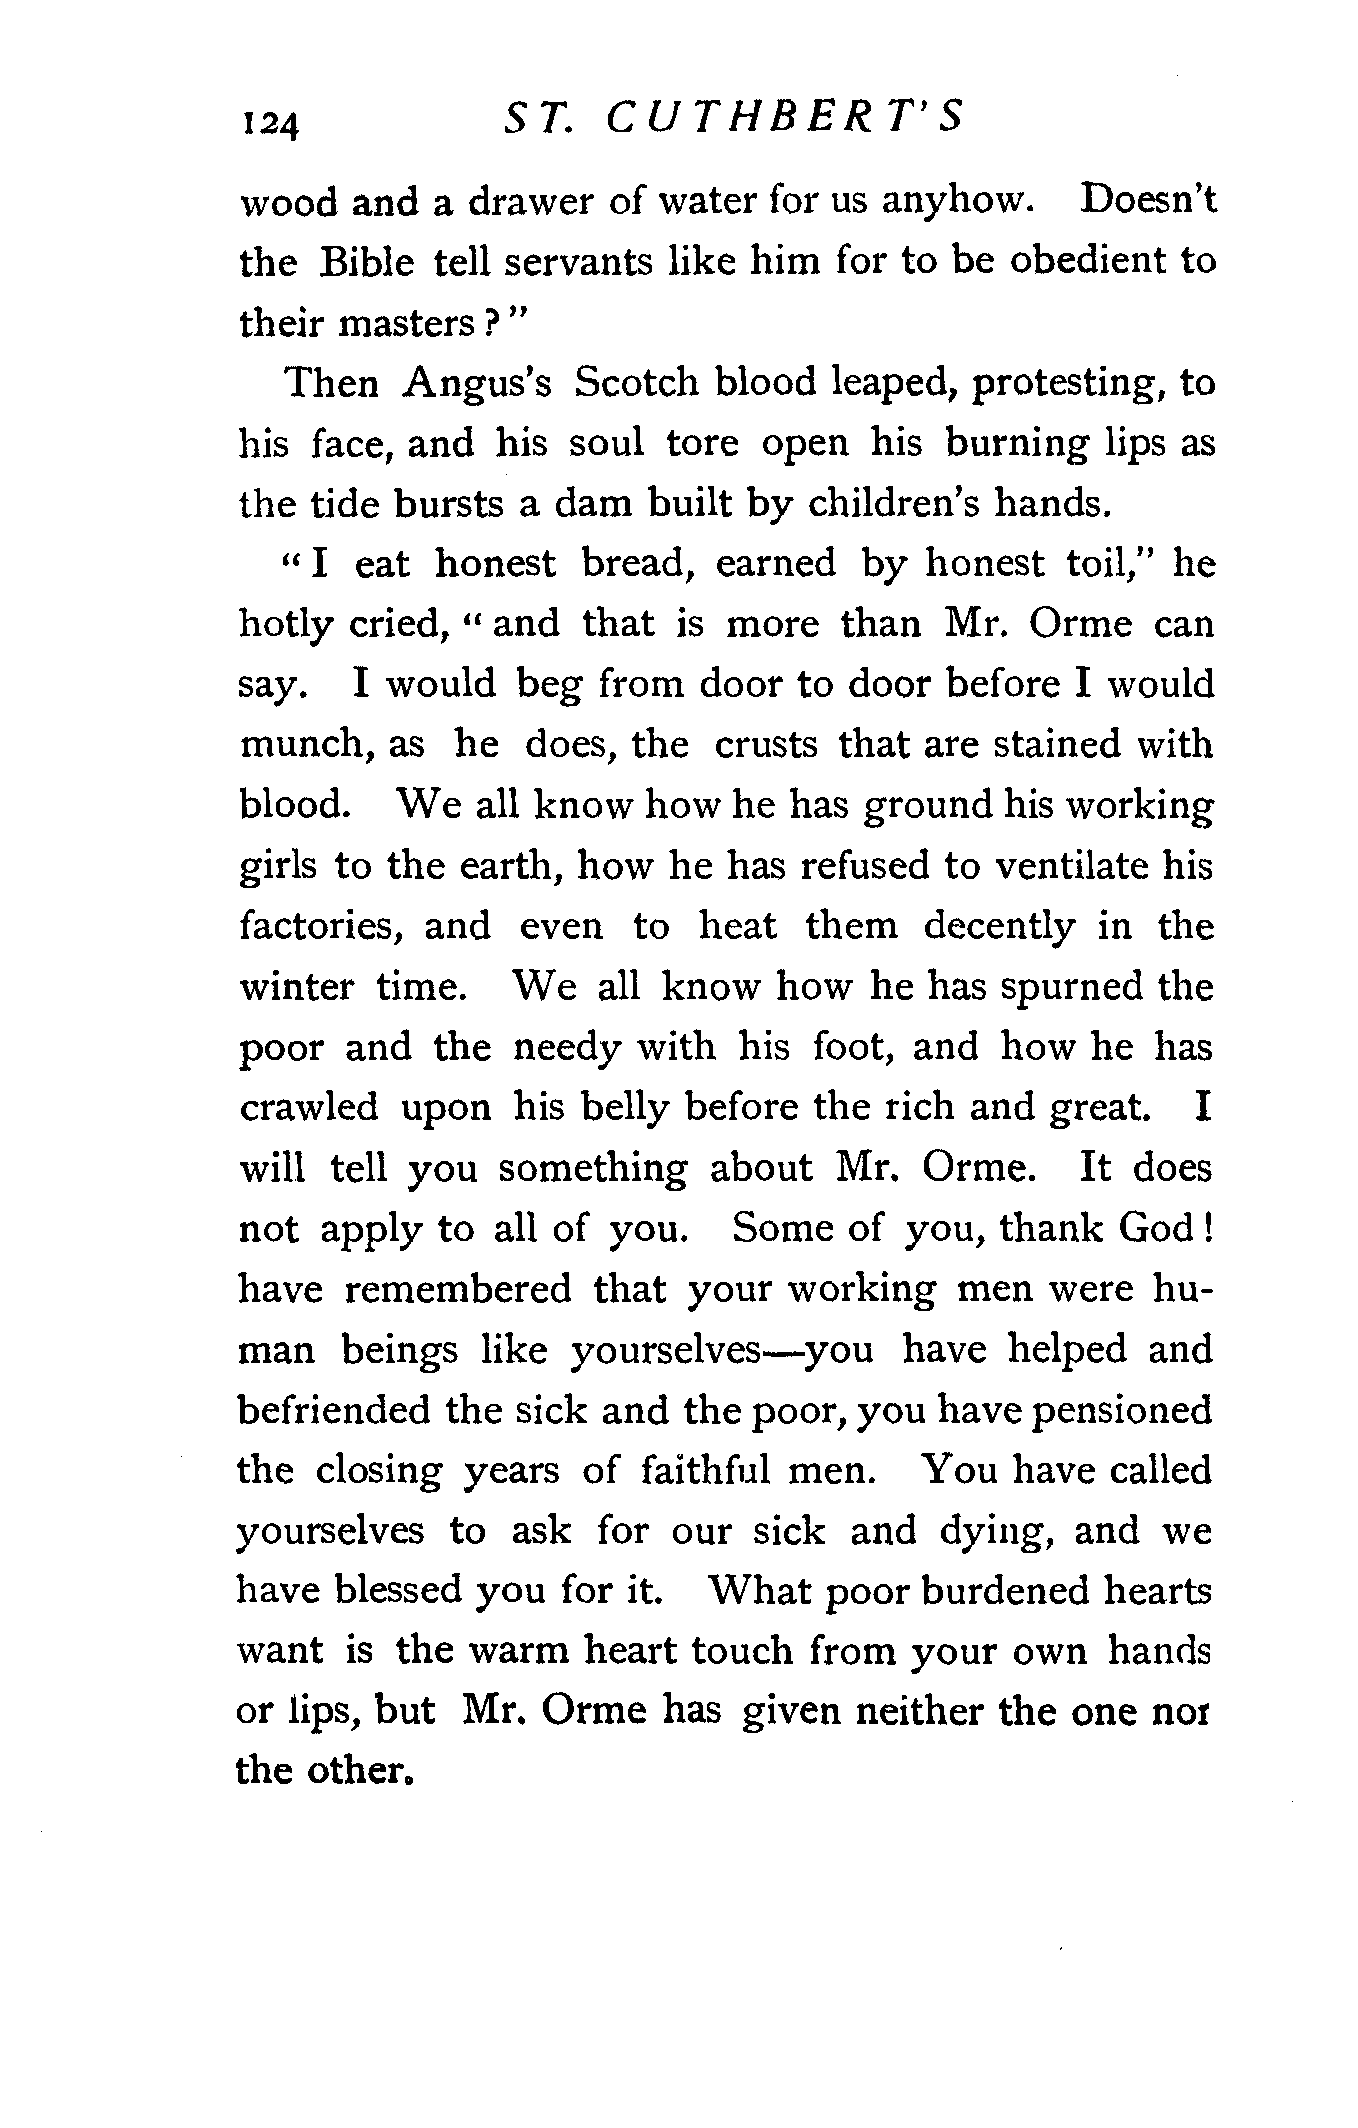 124 ST. CUTHBERT'S
wood and a drawer of water for us anyhow. Doesn't
the Bible tell servants like him for to be obedient to
their masters ? "
Then Angus's Scotch blood leaped, protesting, to
his face, and his soul tore open his burning lips as
the tide bursts a dam built by children's hands.
" I eat honest bread, earned by honest toil," he
hotly cried, " and that is more than Mr. Orme can
say. I would beg from door to door before I would
munch, as he does, the crusts that are stained with
blood. We all know how he has ground his working
girls to the earth, how he has refused to ventilate his
factories, and even to heat them decently in the
winter time. We all know how he has spurned the
poor and the needy with his foot, and how he has
crawled upon his belly before the rich and great. I
will tell you something about Mr. Orme. It does
not apply to all of you. Some of you, thank God !
have remembered that your working men were hu-
man beings like yourselves—you have helped and
befriended the sick and the poor, you have pensioned
the closing years of faithful men. You have called
yourselves to ask for our sick and dying, and we
have blessed you for it. What poor burdened hearts
want is the warm heart touch from your own hands
or lips, but Mr. Orme has given neither the one nor
the other.